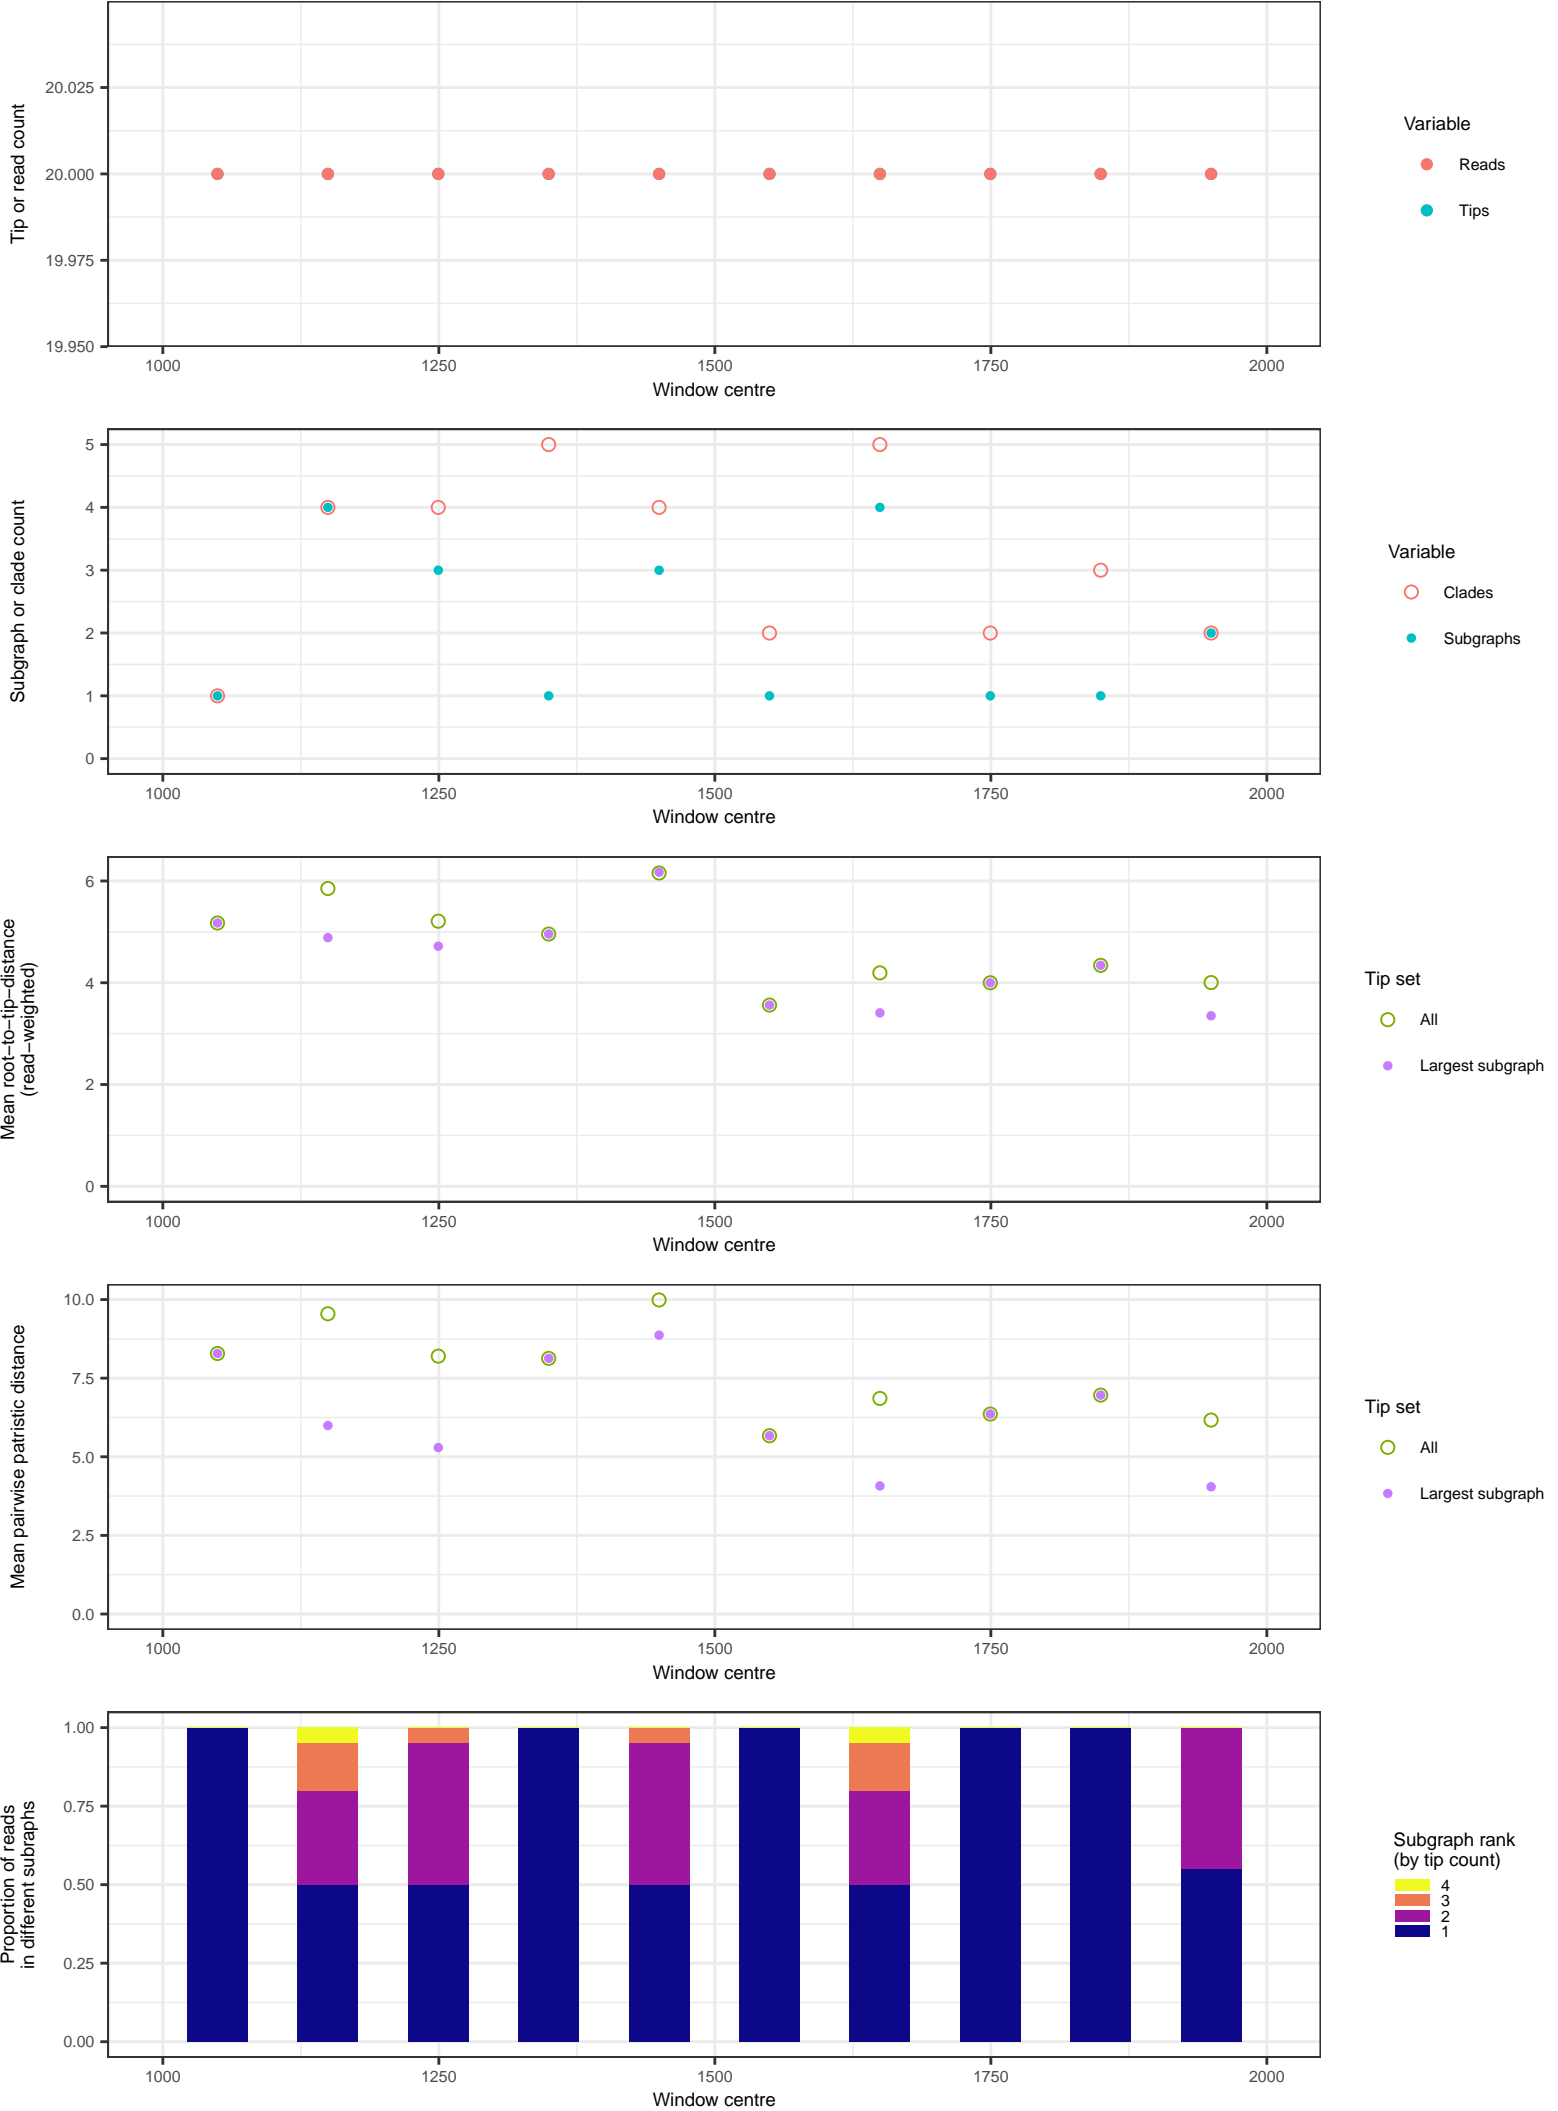 20.025
20.000
19.975
19.950
Tip or read count
1000 1250 1500 1750 2000
Window centre
Variable
Reads
Tips
5
4
3
2
1
0
Subgraph or clade count
1000 1250 1500 1750 2000
Window centre
Variable
Clades
Subgraphs
6
4
2
0
Mean root−to−tip−distance
(read−weighted)
1000 1250 1500 1750 2000
Window centre
Tip set
All
Largest subgraph
10.0
7.5
5.0
2.5
0.0
Mean pairwise patristic distance
1000 1250 1500 1750 2000
Window centre
Tip set
All
Largest subgraph
1.00
0.75
0.50
0.25
0.00
Proportion of reads
in different subraphs
1000 1250 1500 1750 2000
Window centre
Subgraph rank
(by tip count)
4
3
2
1